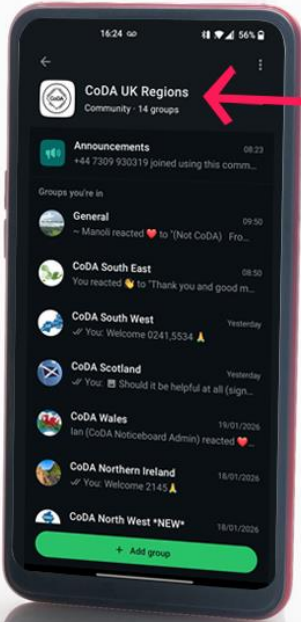 16:24
56%
CoDA
CoDA UK Regions
Community · 14 groups
Announcements 08:23
+44 7309 930319 joined using this comm...
Groups you're in
General 09:50
~ Manoli reacted ❤️ to "(Not CoDA) Fro...
CoDA South East 08:50
You reacted 👏 to "Thank you and good m...
CoDA South West Yesterday
You: Welcome 0241,5534 🙏
CoDA Scotland Yesterday
You: Should it be helpful at all (sign...
CoDA Wales 19/01/2026
Ian (CoDA Noticeboard Admin) reacted ❤️...
CoDA Northern Ireland 18/01/2026
You: Welcome 2145 🙏
CoDA North West *NEW* 18/01/2026
+ Add group